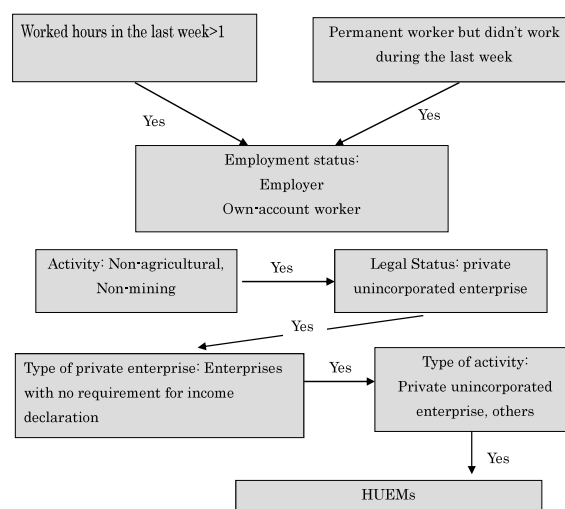 Worked hours in the last week>1
Permanent worker but didn't work
during the last week
Yes
Yes
Employment status:
Employer
Own-account worker
Activity: Non-agricultural,
Non-mining
Yes
Legal Status: private
unincorporated enterprise
Yes
Type of private enterprise: Enterprises
with no requirement for income
declaration
Yes
Type of activity:
Private unincorporated
enterprise, others
Yes
HUEMs